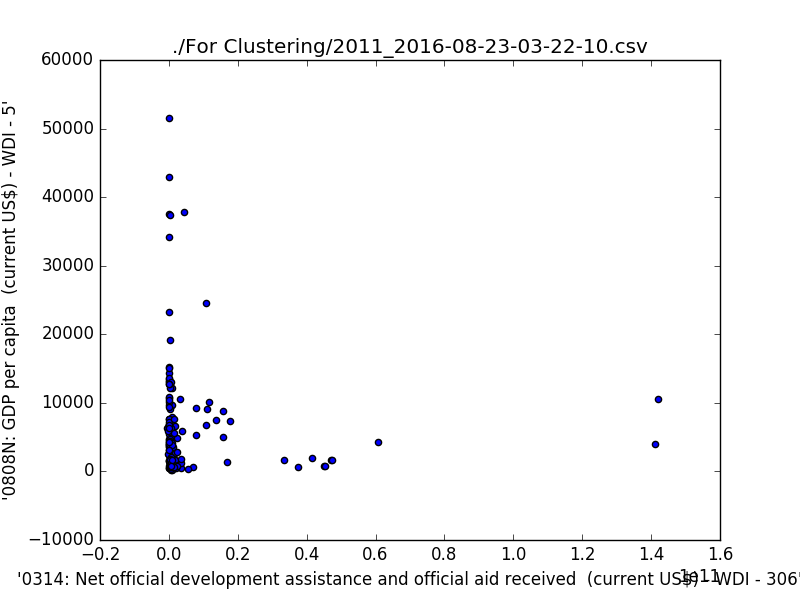 ./For Clustering/2011_2016-08-23-03-22-10.csv
60000
50000
40000
30000
20000
10000
0
−10000
'0808N: GDP per capita  (current US$) - WDI - 5'
−0.2 0.0 0.2 0.4 0.6 0.8 1.0 1.2 1.4 1.6
1e11
'0314: Net official development assistance and official aid received  (current US$) - WDI - 306'